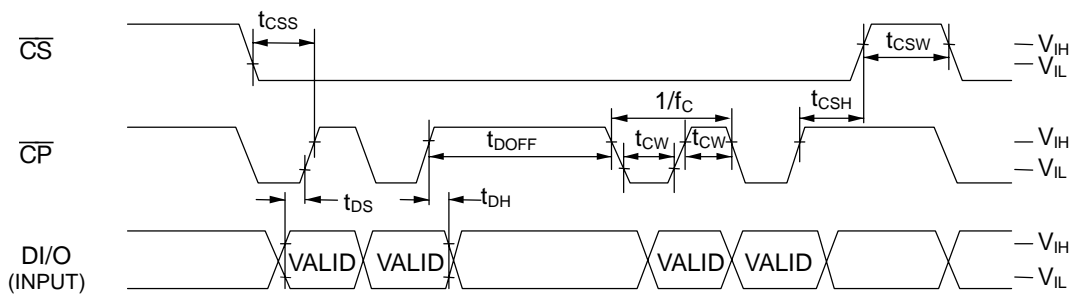 CS
tCSS
tCSW
VIH
VIL
1/fC
tCSH
CP
tDOFF
tCW
tCW
VIH
VIL
tDS
tDH
DI/O
(INPUT)
VALID
VALID
VALID
VALID
VIH
VIL